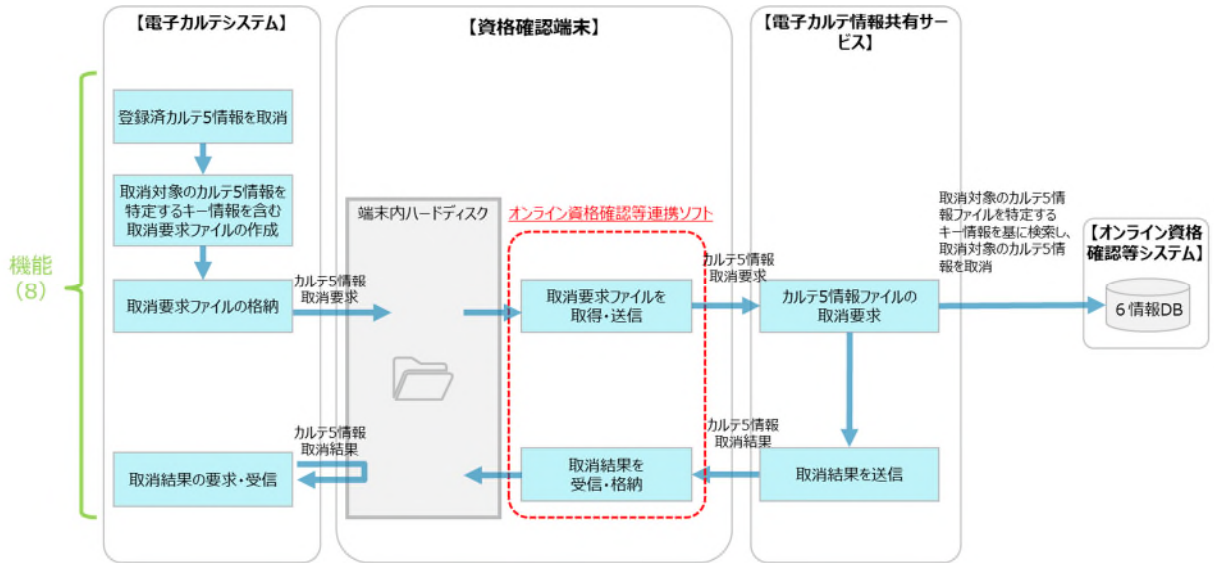 【電子カルテシステム】
【資格確認端末】
【電子カルテ情報共有サー
ビス】
機能
(8)
登録済カルテ5情報を取消
取消対象のカルテ5情報を
特定するキー情報を含む
取消要求ファイルの作成
端末内ハードディスク
オンライン資格確認等連携ソフト
取消対象のカルテ5情
報ファイルを特定する
キー情報を基に検索し、
取消対象のカルテ5情
報を取消
【オンライン資格
確認等システム】
取消要求ファイルの格納
カルテ5情報
取消要求
取消要求ファイルを
取得・送信
カルテ5情報
取消要求
カルテ5情報ファイルの
取消要求
6情報DB
取消結果の要求・受信
カルテ5情報
取消結果
取消結果を
受信・格納
カルテ5情報
取消結果
取消結果を送信